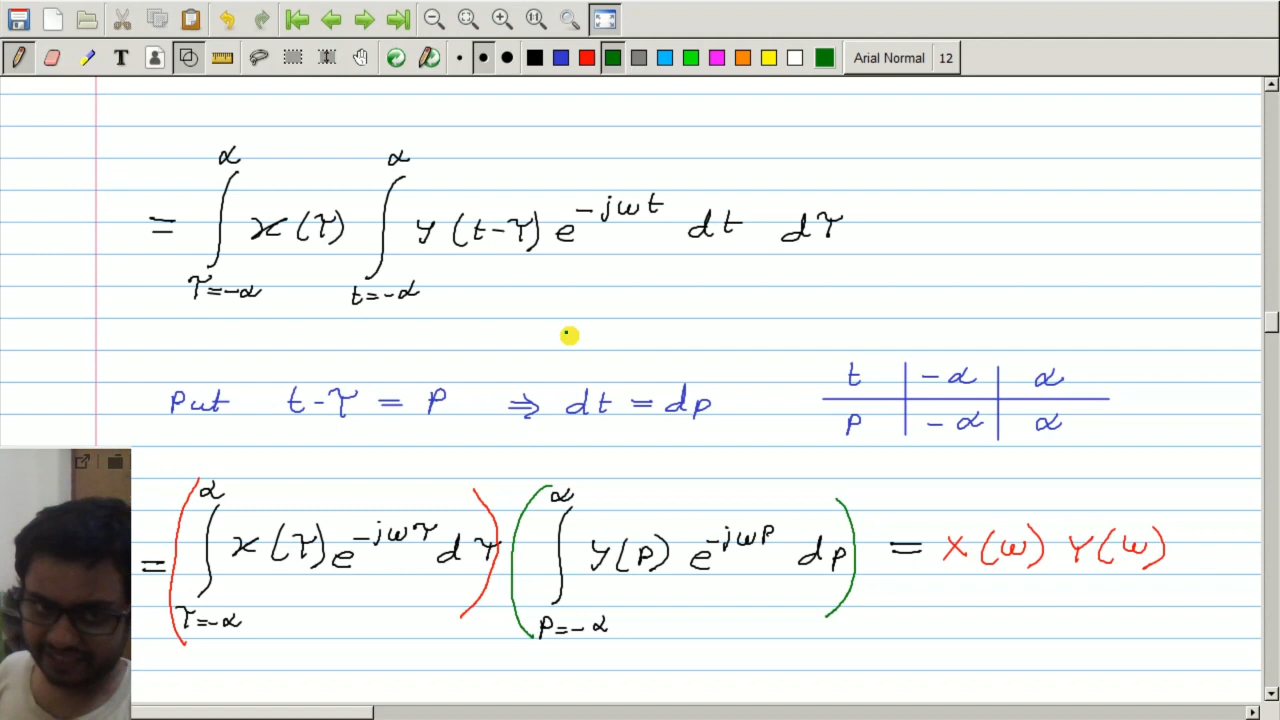 Arial Normal 12
= ∫_{τ=-α}^{α} x(τ) ∫_{t=-α}^{α} y(t-τ) e^{-jωt} dt dτ
Put t-τ = p ⇒ dt = dp
t | -α | α
p | -α | α
= ( ∫_{τ=-α}^{α} x(τ) e^{-jωτ} dτ ) ( ∫_{p=-α}^{α} y(p) e^{-jωp} dp ) = X(ω) Y(ω)